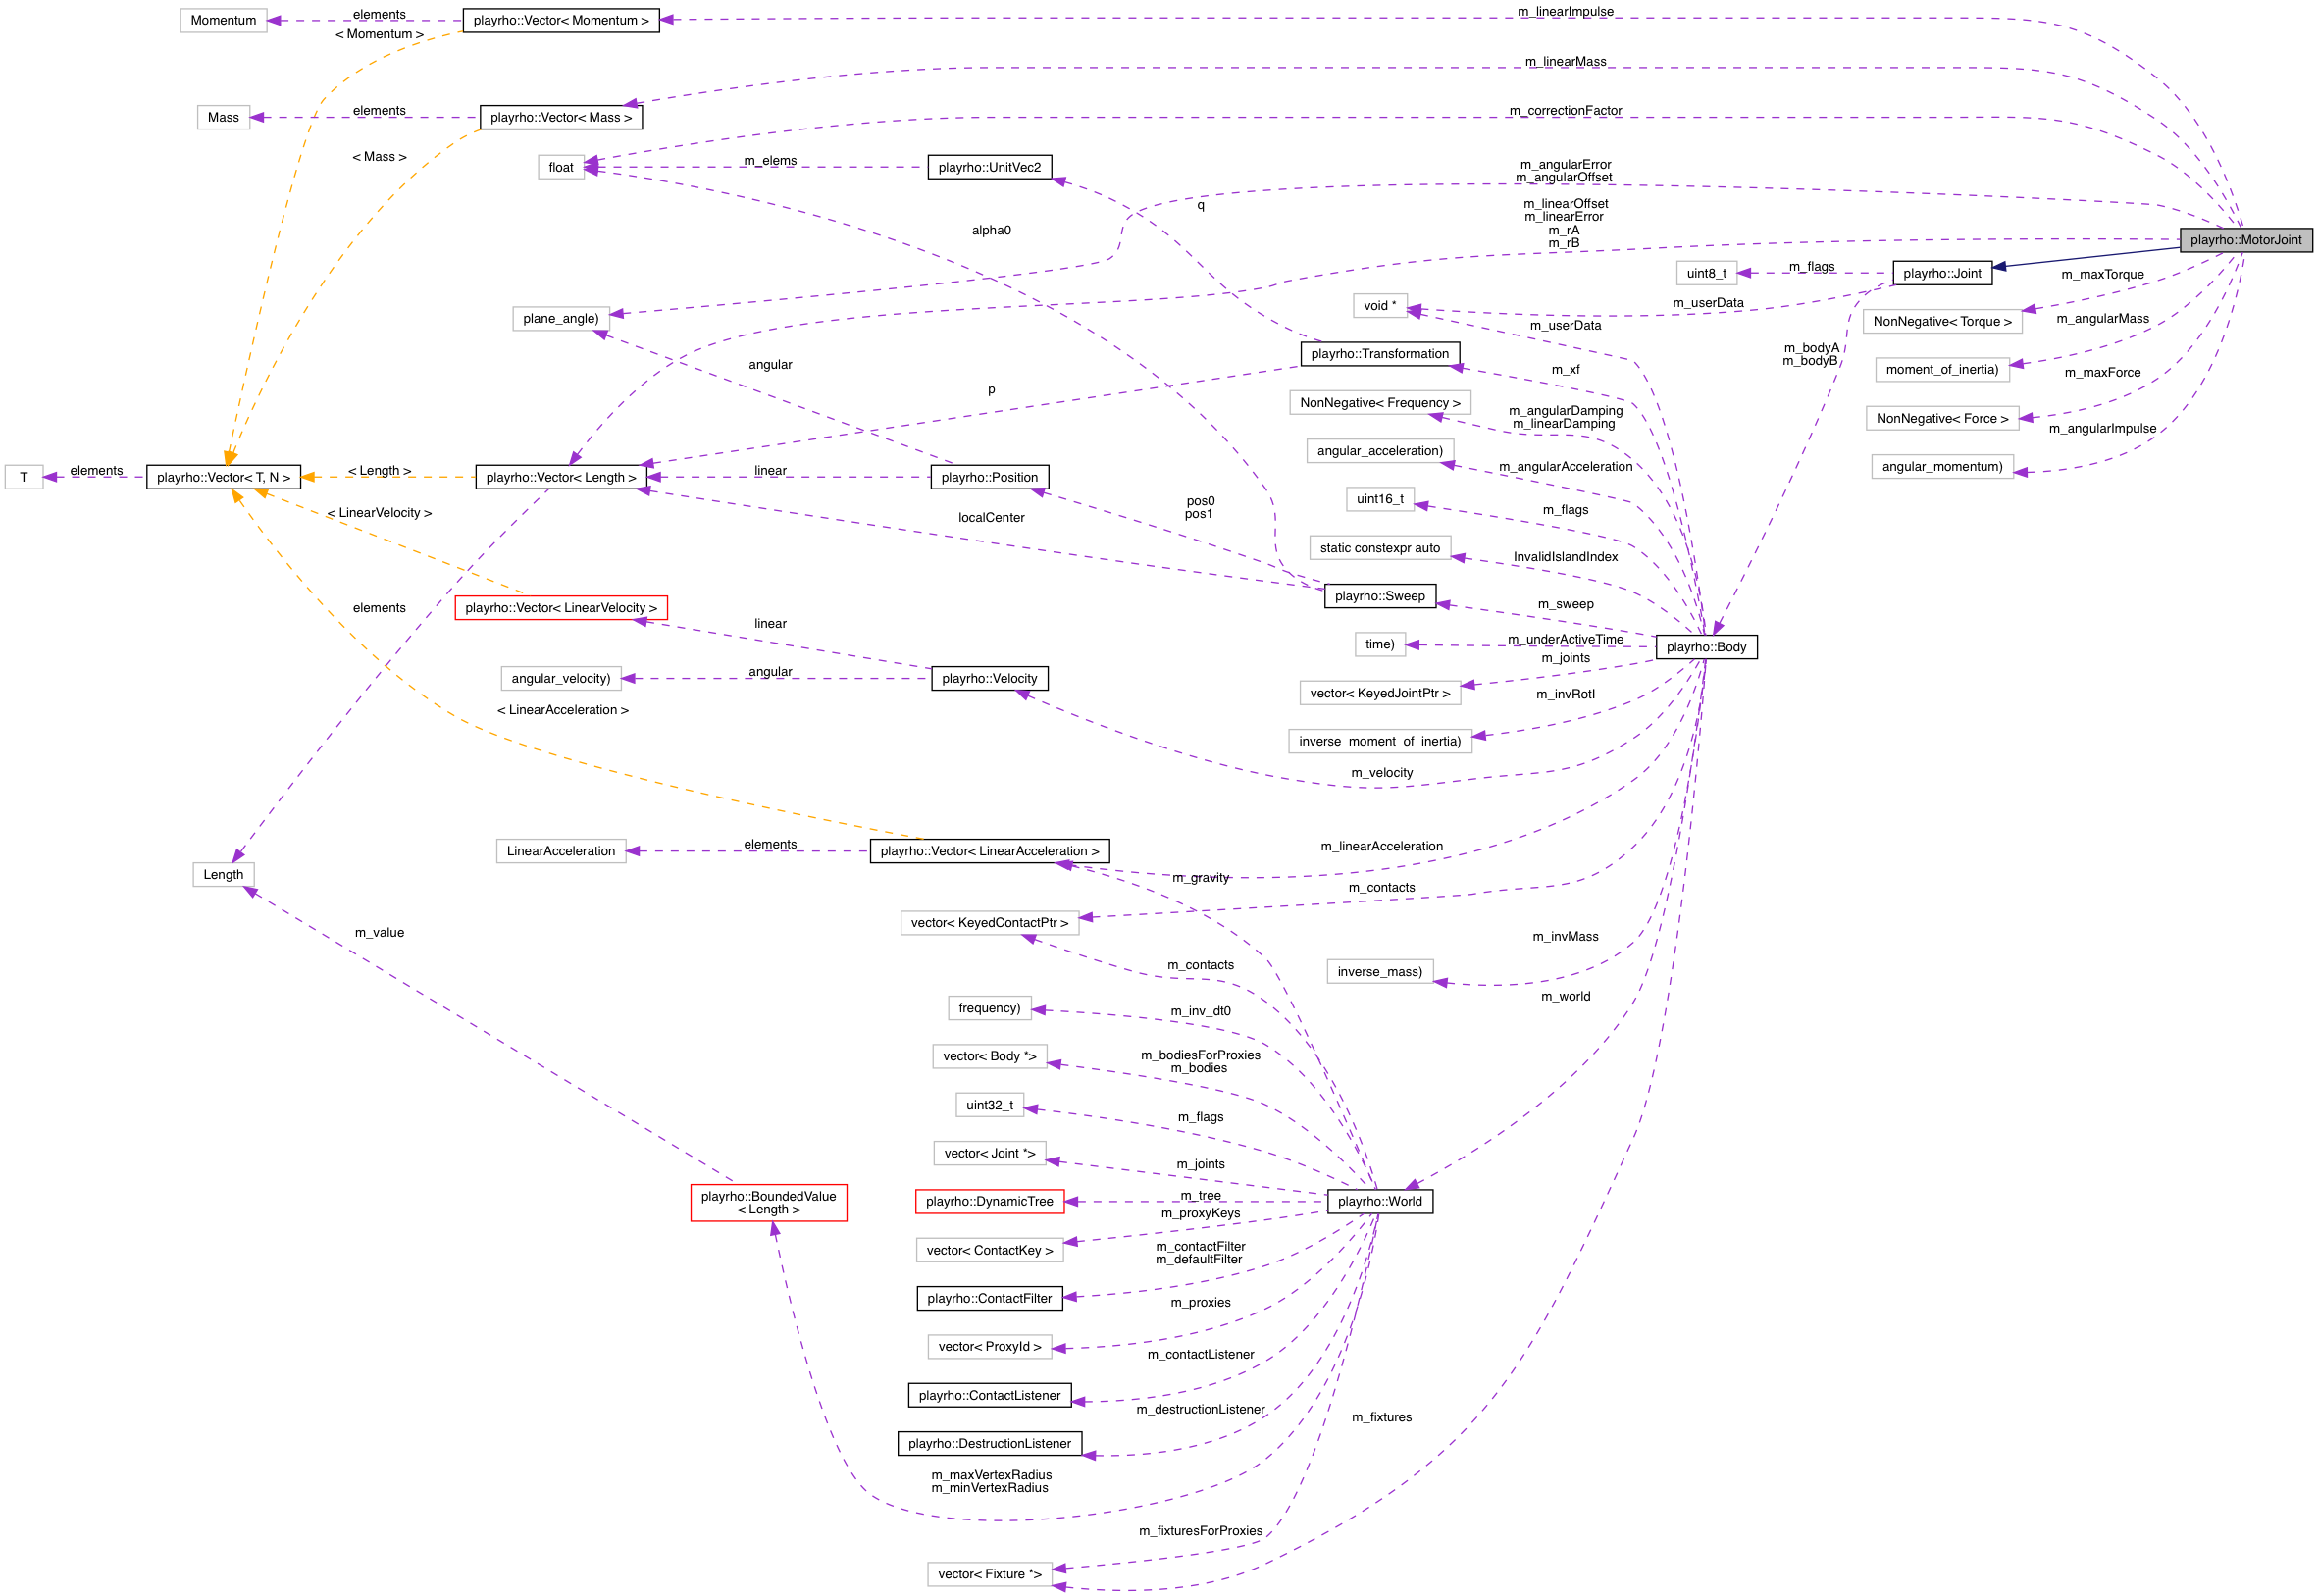 Momentum
elements
playrho::Vector< Momentum >
m_linearImpulse
< Momentum >
m_linearMass
Mass
elements
playrho::Vector< Mass >
m_correctionFactor
< Mass >
float
m_elems
playrho::UnitVec2
m_angularError
m_angularOffset
q
m_linearOffset
m_linearError
m_rA
m_rB
alpha0
playrho::MotorJoint
uint8_t
m_flags
playrho::Joint
m_maxTorque
void *
m_userData
plane_angle)
m_userData
NonNegative< Torque >
m_angularMass
playrho::Transformation
m_bodyA
m_bodyB
angular
m_xf
moment_of_inertia)
m_maxForce
p
NonNegative< Frequency >
m_angularDamping
m_linearDamping
NonNegative< Force >
m_angularImpulse
angular_acceleration)
m_angularAcceleration
angular_momentum)
T
elements
playrho::Vector< T, N >
< Length >
playrho::Vector< Length >
linear
playrho::Position
uint16_t
m_flags
pos0
pos1
< LinearVelocity >
localCenter
static constexpr auto
InvalidIslandIndex
playrho::Sweep
m_sweep
elements
playrho::Vector< LinearVelocity >
linear
time)
m_underActiveTime
playrho::Body
m_joints
angular_velocity)
angular
playrho::Velocity
vector< KeyedJointPtr >
m_invRotI
< LinearAcceleration >
inverse_moment_of_inertia)
m_velocity
LinearAcceleration
elements
playrho::Vector< LinearAcceleration >
m_linearAcceleration
Length
m_gravity
m_contacts
vector< KeyedContactPtr >
m_value
m_invMass
m_contacts
inverse_mass)
m_world
frequency)
m_inv_dt0
vector< Body *>
m_bodiesForProxies
m_bodies
uint32_t
m_flags
vector< Joint *>
m_joints
playrho::BoundedValue
< Length >
playrho::DynamicTree
m_tree
playrho::World
m_proxyKeys
vector< ContactKey >
m_contactFilter
m_defaultFilter
playrho::ContactFilter
m_proxies
vector< ProxyId >
m_contactListener
playrho::ContactListener
m_destructionListener
m_fixtures
playrho::DestructionListener
m_maxVertexRadius
m_minVertexRadius
m_fixturesForProxies
vector< Fixture *>